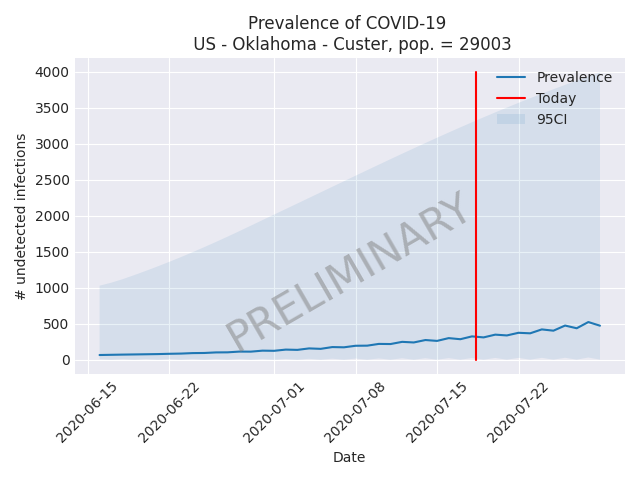 Prevalence of COVID-19
US - Oklahoma - Custer, pop. = 29003
4000
3500
3000
2500
2000
1500
1000
500
0
# undetected infections
Prevalence
Today
95CI
PRELIMINARY
2020-06-15
2020-06-22
2020-07-01
2020-07-08
2020-07-15
2020-07-22
Date